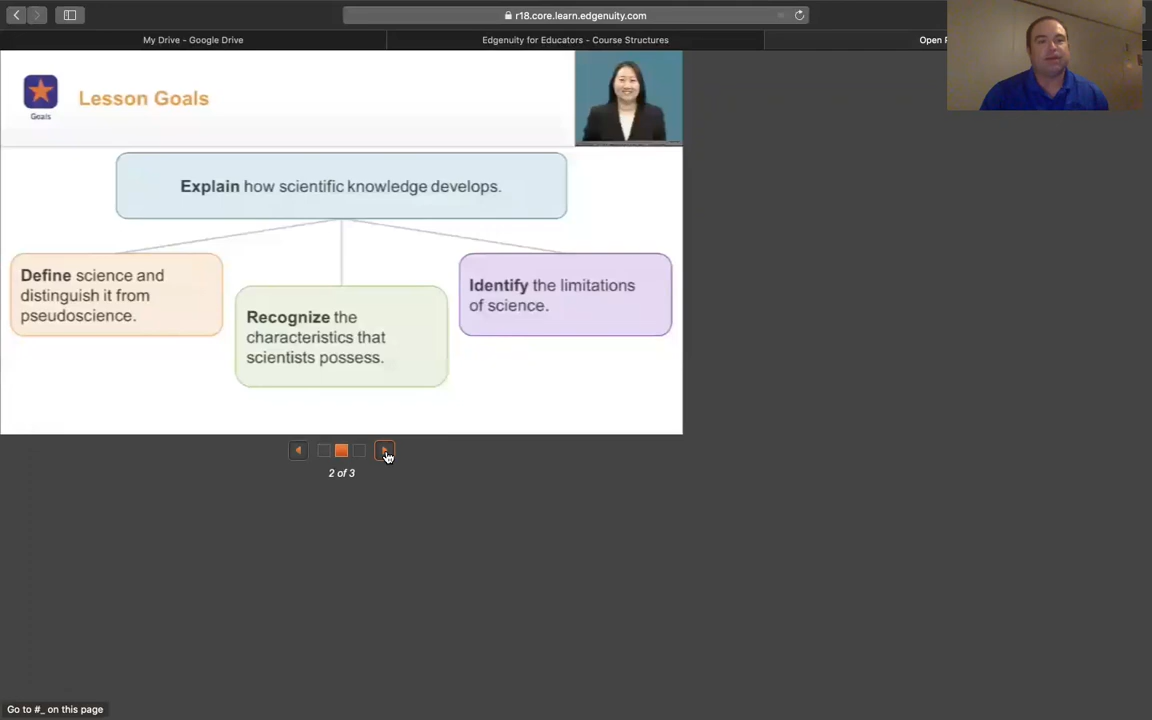 r18.core.learn.edgenuity.com
My Drive - Google Drive
Edgenuity for Educators - Course Structures
Open
Goals
Lesson Goals
Explain how scientific knowledge develops.
Define science and
distinguish it from
pseudoscience.
Recognize the
characteristics that
scientists possess.
Identify the limitations
of science.
2 of 3
Go to #_ on this page